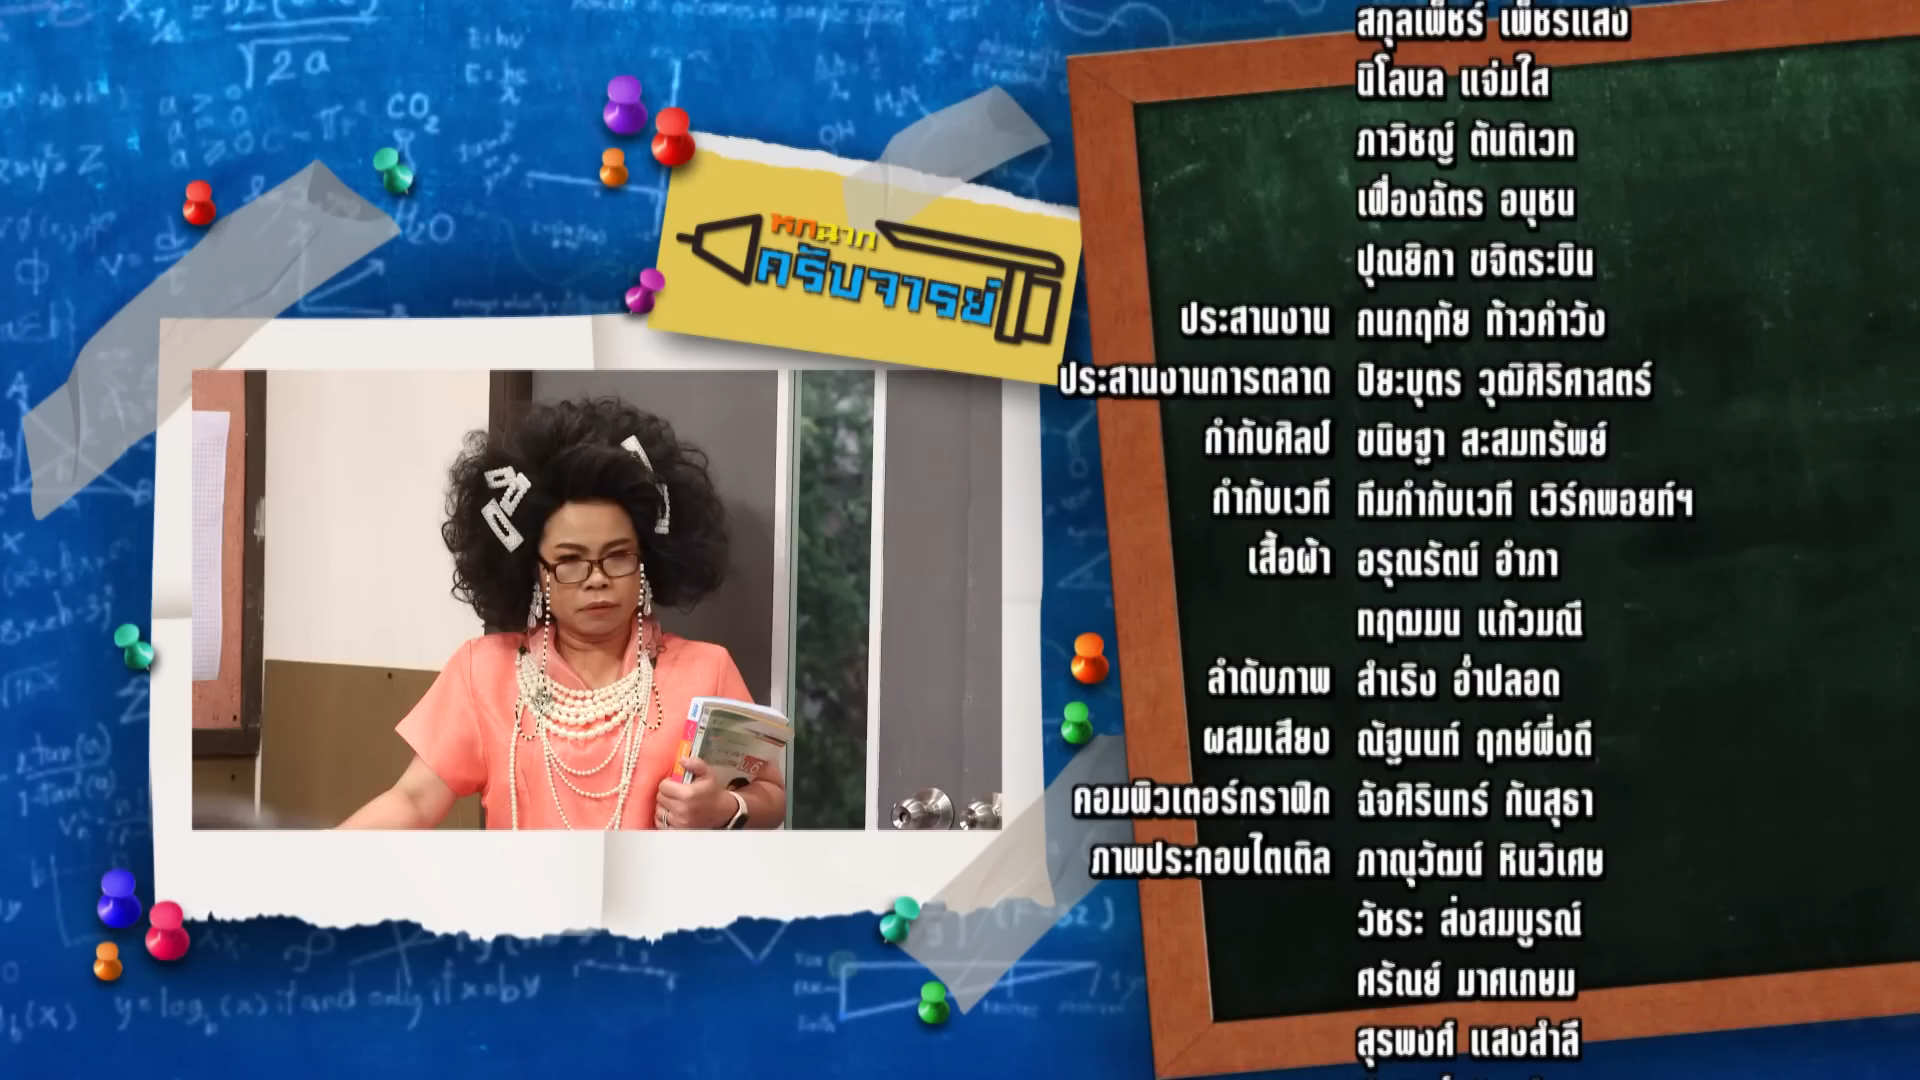 หกฉาก
ครับจารย์
สกุลเพ็ชร์ เพ็ชรแสง
นิโลบล แจ่มใส
ภาวิชญ์ ตันติเวท
เฟื่องฉัตร อนุชน
ปุณยิกา ขจิตระบิน
ประสานงาน กนกฤทัย ก้าวคำวัง
ประสานงานการตลาด ปิยะบุตร วุฒิศิริศาสตร์
กำกับศิลป์ ขนิษฐา สะสมทรัพย์
กำกับเวที ทีมกำกับเวที เวิร์คพอยท์ฯ
เสื้อผ้า อรุณรัตน์ อำภา
ทฤฒมน แก้วมณี
ลำดับภาพ สำเริง อ่ำปลอด
ผสมเสียง ณัฐนนท์ ฤกษ์พึ่งดี
คอมพิวเตอร์กราฟิก ฉัจศิรินทร์ กันสุธา
ภาพประกอบไตเติล ภาณุวัฒน์ หินวิเศษ
วัชระ ส่งสมบูรณ์
ศรัณย์ มาศเกษม
สุรพงศ์ แสงสำลี
√2a
CO₂
H₂O
y=log_b(x) if and only if x=b^y